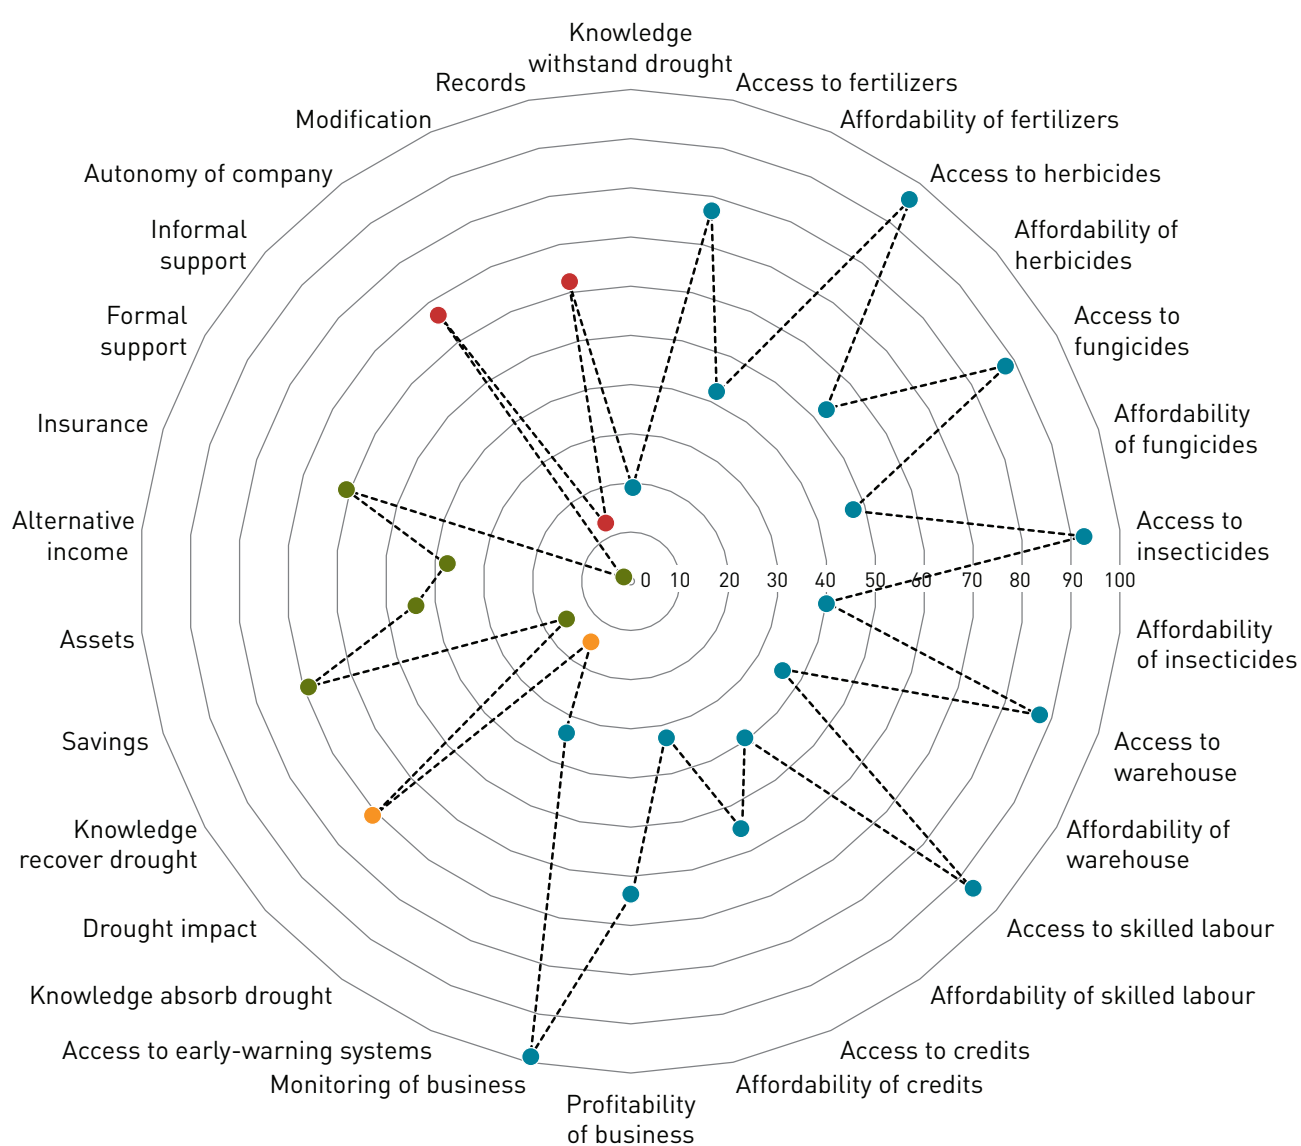 Knowledge
withstand drought
Records
Access to fertilizers
Modification
Affordability of fertilizers
Autonomy of company
Access to herbicides
Informal
support
Affordability of
herbicides
Formal
support
Access to
fungicides
Insurance
Affordability
of fungicides
Alternative
income
Access to
insecticides
0 10 20 30 40 50 60 70 80 90 100
Assets
Affordability
of insecticides
Savings
Access to
warehouse
Knowledge
recover drought
Affordability of
warehouse
Drought impact
Access to skilled labour
Knowledge absorb drought
Affordability of skilled labour
Access to early-warning systems
Access to credits
Monitoring of business
Affordability of credits
Profitability
of business